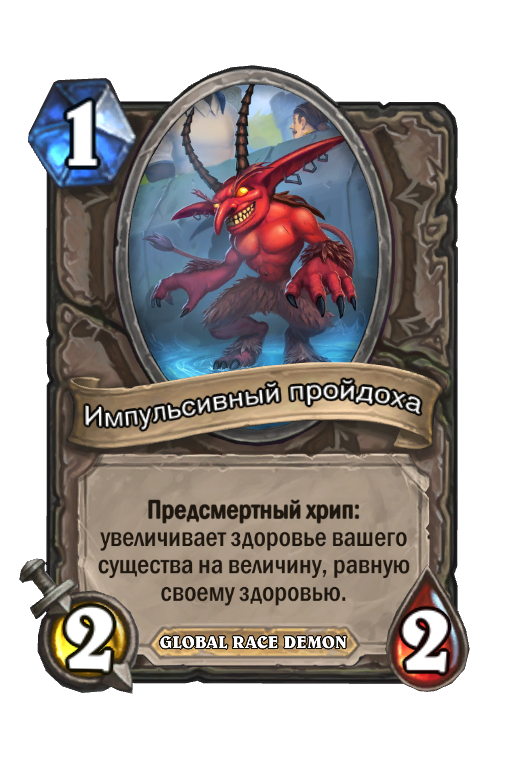 1
Импульсивный пройдоха
Предсмертный хрип:
увеличивает здоровье вашего
существа на величину, равную
своему здоровью.
2
GLOBAL RACE DEMON
2